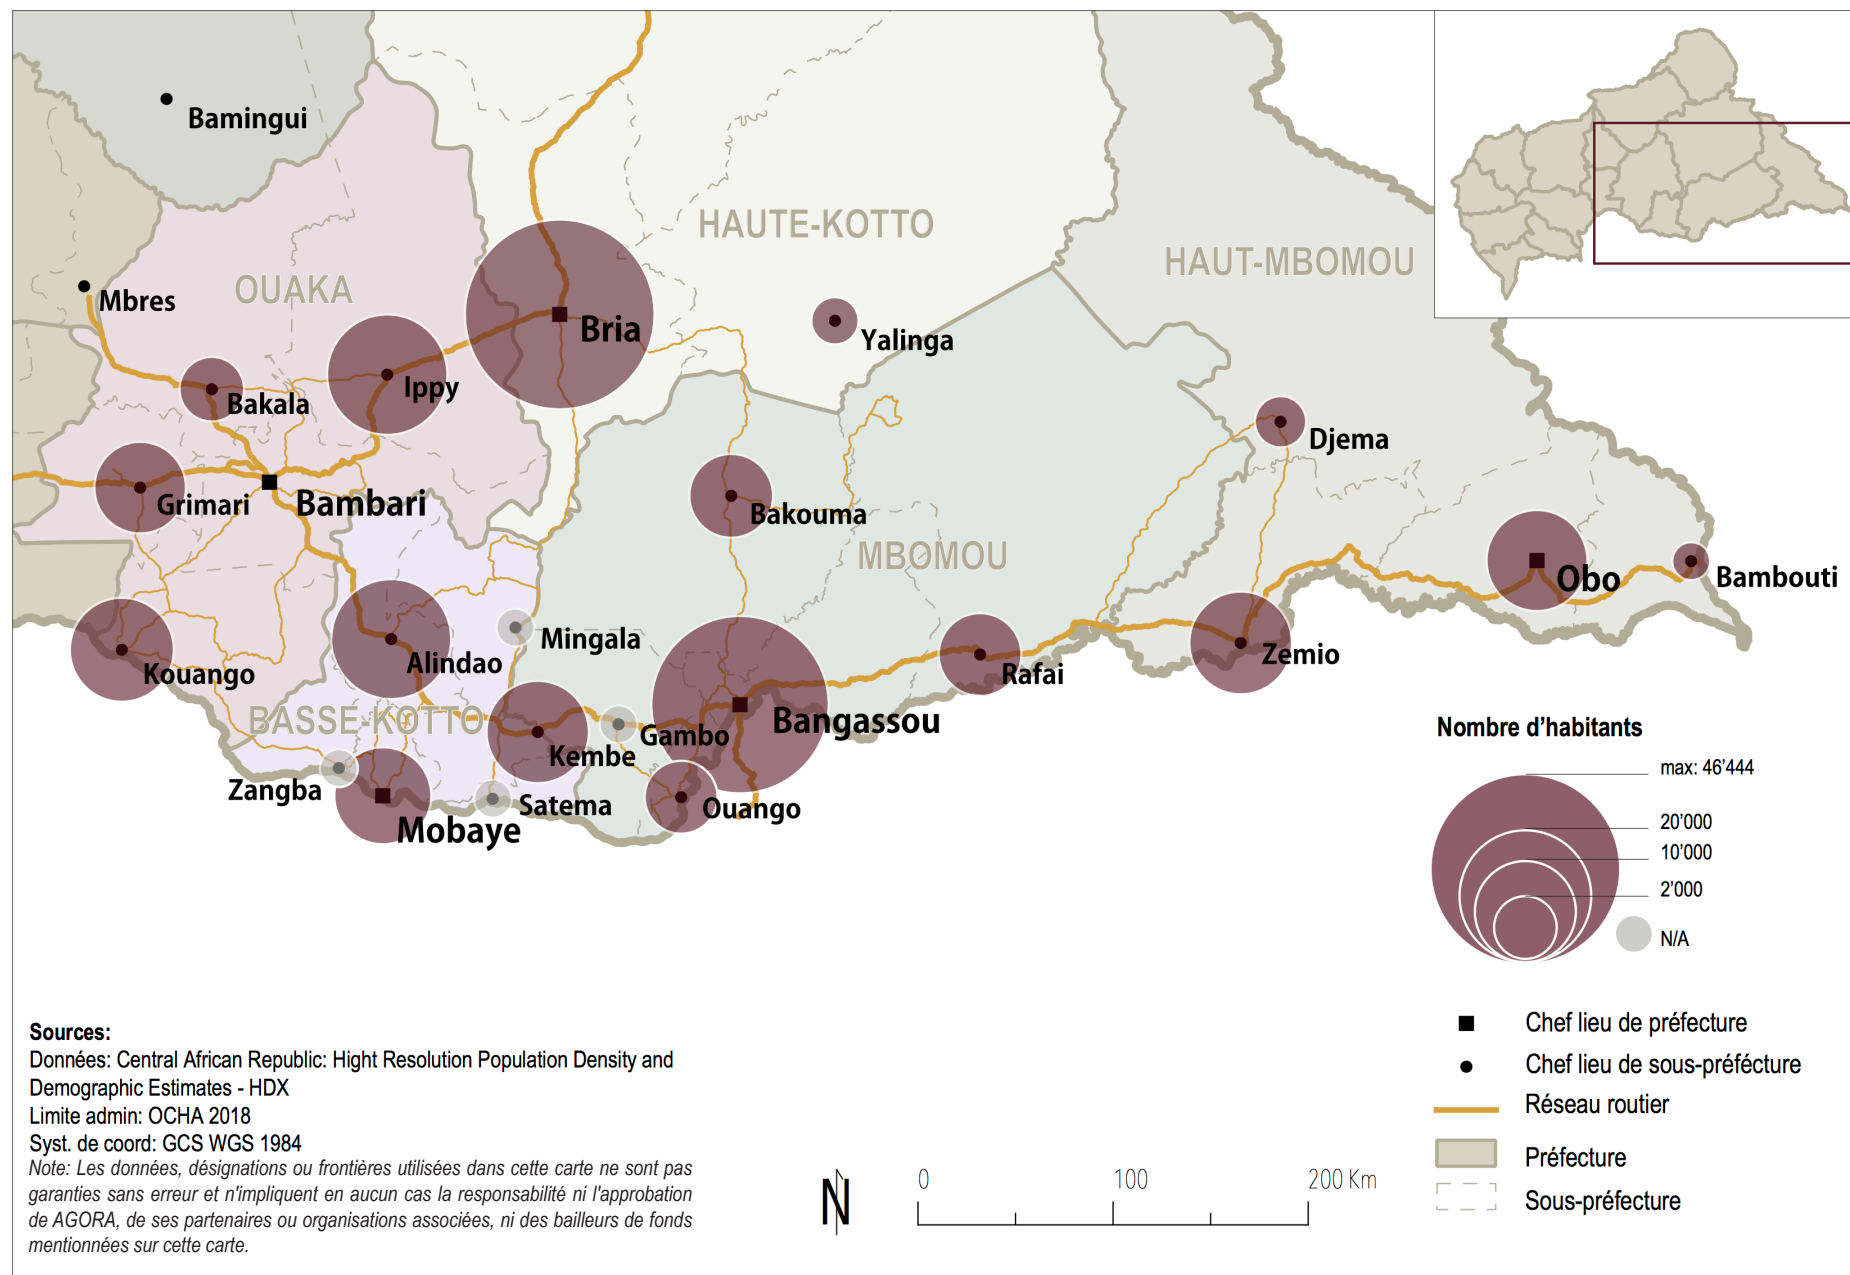 Bamingui
HAUTE-KOTTO
HAUT-MBOMOU
OUAKA
Mbres
Bria
Yalinga
Ippy
Bakala
Djema
Grimari
Bambari
Bakouma
MBOMOU
Obo
Bambouti
Mingala
Alindao
Kouango
Rafai
Zemio
BASSE-KOTTO
Bangassou
Gambo
Kembe
Zangba
Satema
Ouango
Mobaye
Nombre d’habitants
max: 46’444
20’000
10’000
2’000
N/A
Chef lieu de préfecture
Chef lieu de sous-préfécture
Réseau routier
Préfecture
Sous-préfecture
Sources:
Données: Central African Republic: Hight Resolution Population Density and
Demographic Estimates - HDX
Limite admin: OCHA 2018
Syst. de coord: GCS WGS 1984
Note: Les données, désignations ou frontières utilisées dans cette carte ne sont pas
garanties sans erreur et n'impliquent en aucun cas la responsabilité ni l'approbation
de AGORA, de ses partenaires ou organisations associées, ni des bailleurs de fonds
mentionnées sur cette carte.
N
0 100 200 Km